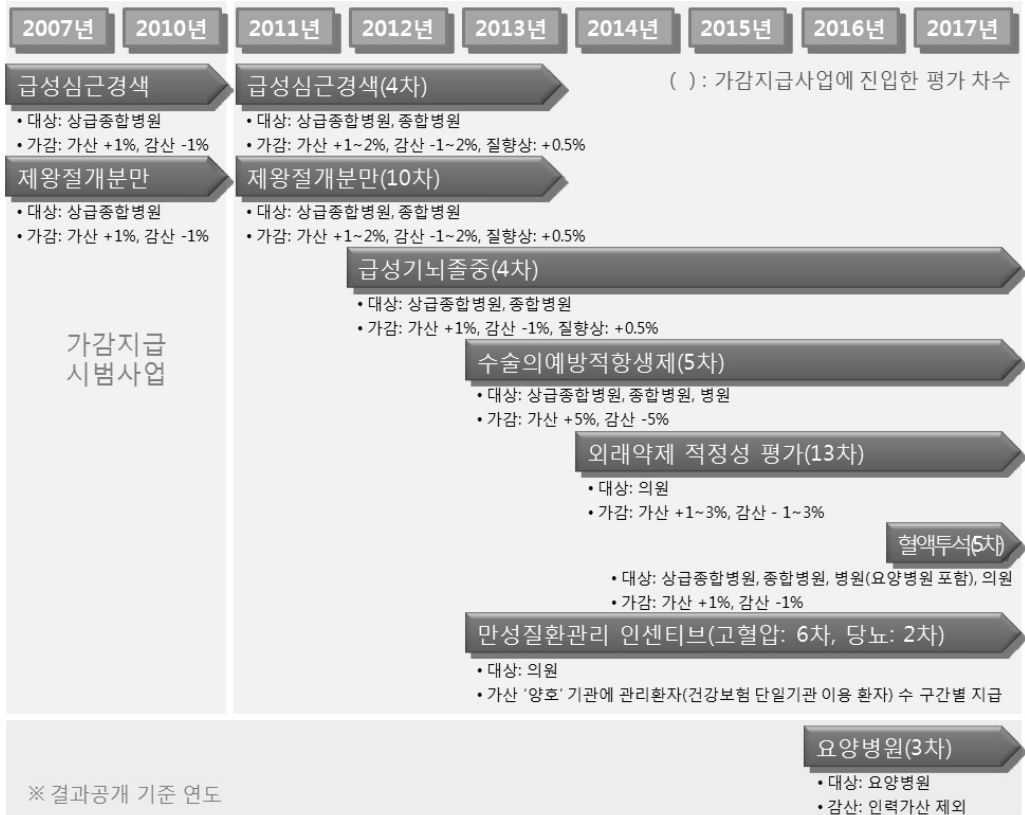 2007년 2010년 2011년 2012년 2013년 2014년 2015년 2016년 2017년
급성심근경색 급성심근경색(4차) ( ) : 가감지급사업에 진입한 평가 차수
• 대상: 상급종합병원 • 대상: 상급종합병원, 종합병원
• 가감: 가산 +1%, 감산 -1% • 가감: 가산 +1~2%, 감산 -1~2%, 질향상: +0.5%
제왕절개분만 제왕절개분만(10차)
• 대상: 상급종합병원 • 대상: 상급종합병원, 종합병원
• 가감: 가산 +1%, 감산 -1% • 가감: 가산 +1~2%, 감산 -1~2%, 질향상: +0.5%
급성기뇌졸중(4차)
• 대상: 상급종합병원, 종합병원
• 가감: 가산 +1%, 감산 -1%, 질향상: +0.5%
가감지급
시범사업
수술의예방적항생제(5차)
• 대상: 상급종합병원, 종합병원, 병원
• 가감: 가산 +5%, 감산 -5%
외래약제 적정성 평가(13차)
• 대상: 의원
• 가감: 가산 +1~3%, 감산 - 1~3%
혈액투석(5차)
• 대상: 상급종합병원, 종합병원, 병원(요양병원 포함), 의원
• 가감: 가산 +1%, 감산 -1%
만성질환관리 인센티브(고혈압: 6차, 당뇨: 2차)
• 대상: 의원
• 가산 ‘양호’ 기관에 관리환자(건강보험 단일기관 이용 환자) 수 구간별 지급
요양병원(3차)
• 대상: 요양병원
• 감산: 인력가산 제외
※ 결과공개 기준 연도